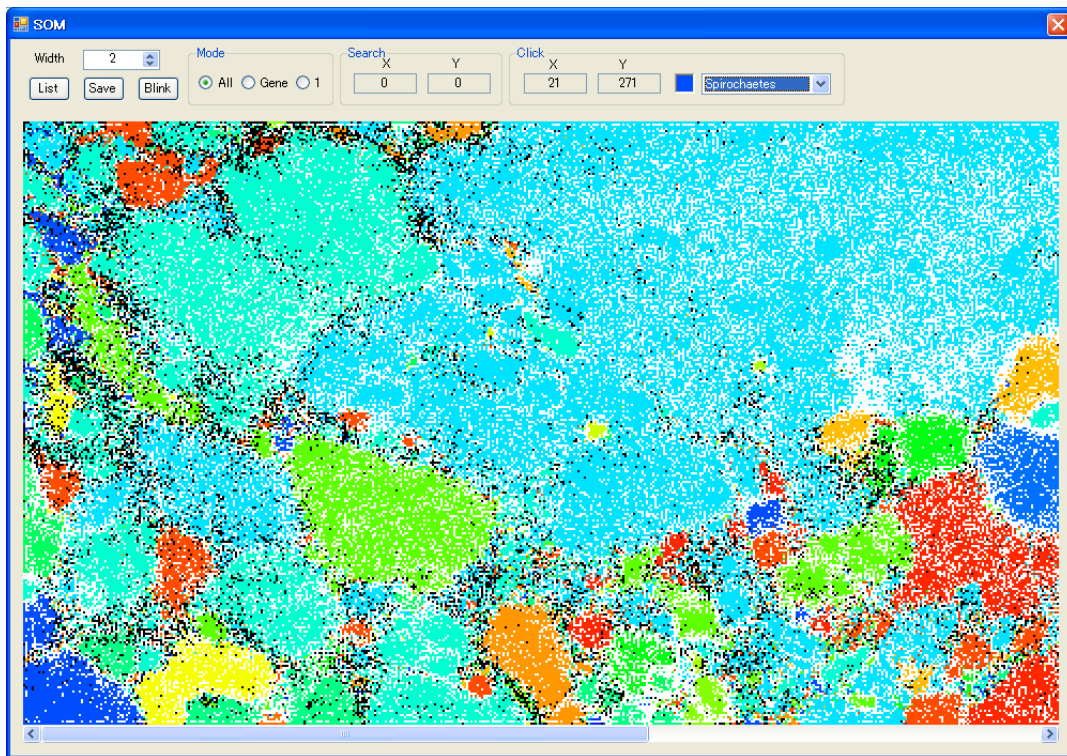 SOM
Width 2
Mode
All Gene 1
Search
X Y
0 0
Click
X Y
21 271
Spirochaetes
List Save Blink